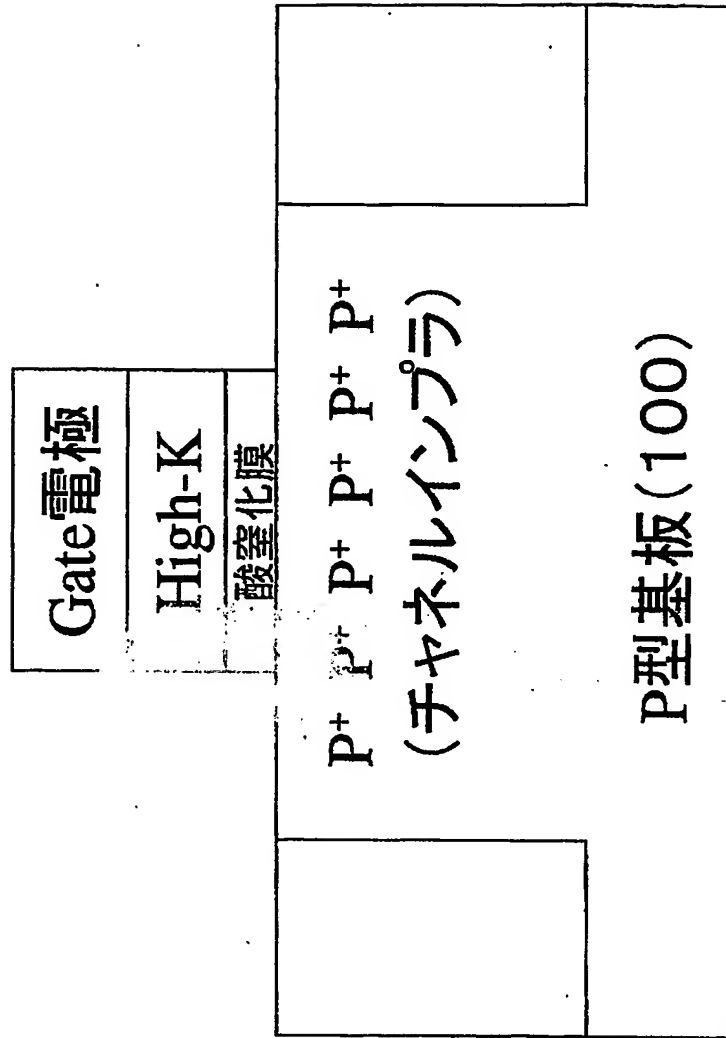 Gate電極
High-K
酸窒化膜
P⁺ P⁺ P⁺ P⁺ P⁺ P⁺
(チャネルインプラ)
P型基板(100)